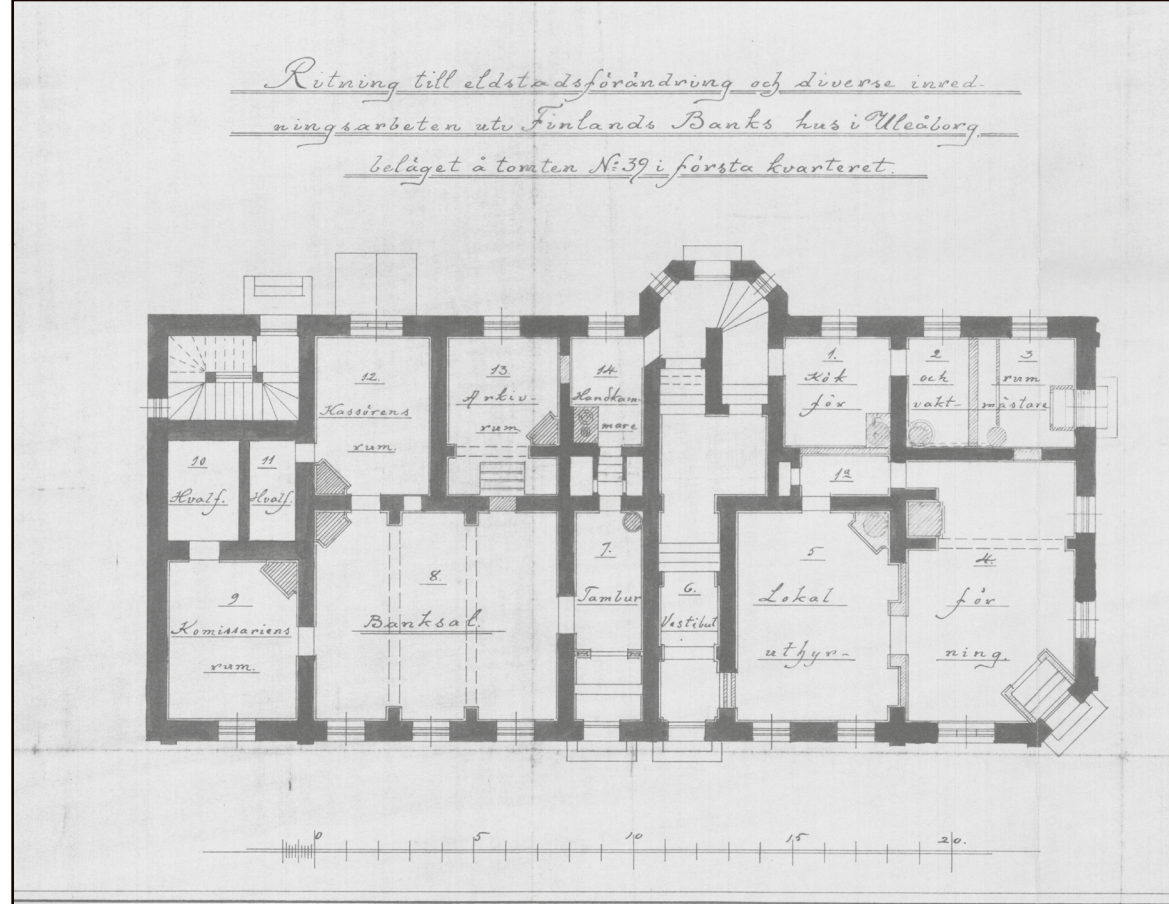 Ritning till eldstadsförändring och diverse inred-
ningsarbeten utv Finlands Banks hus i Uleåborg
beläget å tomten No 39 i första kvarteret.
12.
Kassörens
rum
13
Arkiv-
rum
14
Handkam-
mare
1.
Kök
för
2
och
vakt-
3
rum
mästare
10
Hvalf.
11
Hvalf.
1a
9
Komissariens
rum.
8.
Banksal.
7.
Tambur
6.
Vestibul
5
Lokal
uthyr-
4.
för
ning.
0 5 10 15 20.